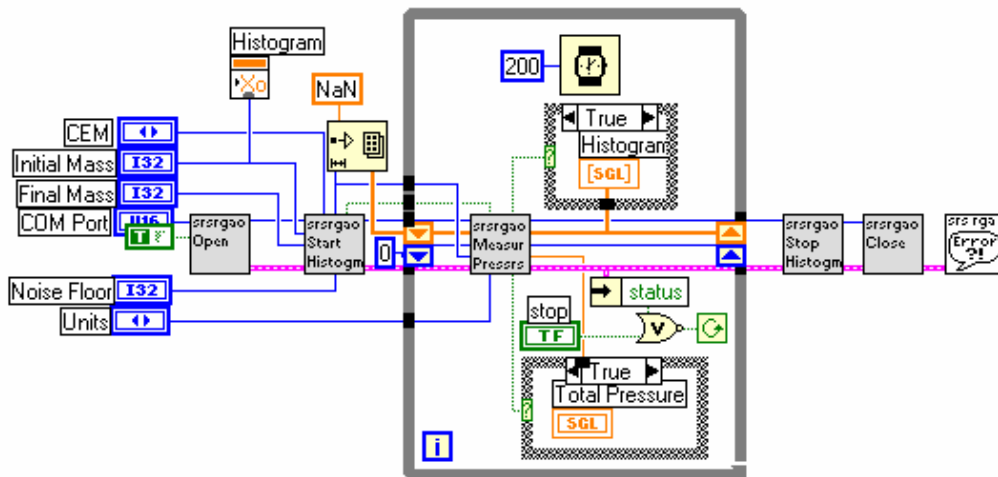 Histogram
NaN
200
True
Histogram
[SGL]
CEM
Initial Mass
I32
Final Mass
I32
COM Port
U16
T
srsrgao
Open
srsrgao
Start
Histogm
0
srsrgao
Measur
Pressrs
srsrgao
Stop
Histogm
srsrgao
Close
srs rga
Error
?!
Noise Floor
I32
Units
status
stop
TF
V
True
Total Pressure
SGL
i